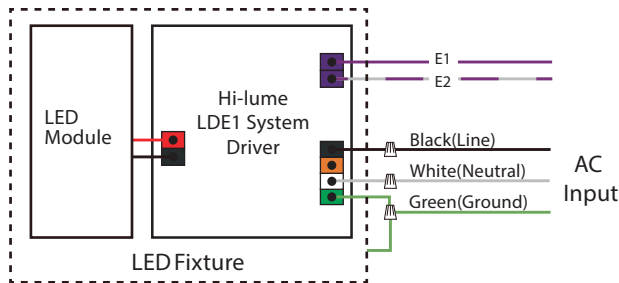 E1
E2
LED
Module
Hi-lume
LDE1 System
Driver
Black(Line)
White(Neutral)
Green(Ground)
AC
Input
LED Fixture